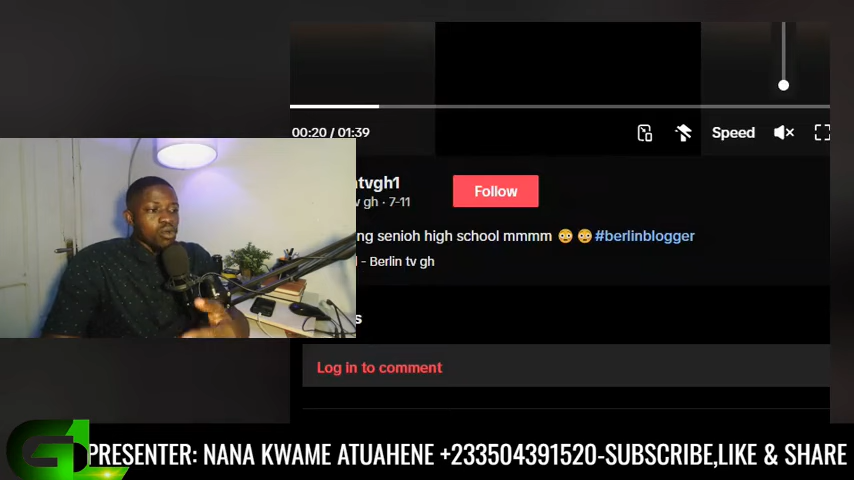 00:20 / 01:39
Speed
tvgh1
v gh · 7-11
Follow
ng senioh high school mmmm 😳 😳 #berlinblogger
- Berlin tv gh
s
Log in to comment
PRESENTER: NANA KWAME ATUAHENE +233504391520-SUBSCRIBE,LIKE & SHARE